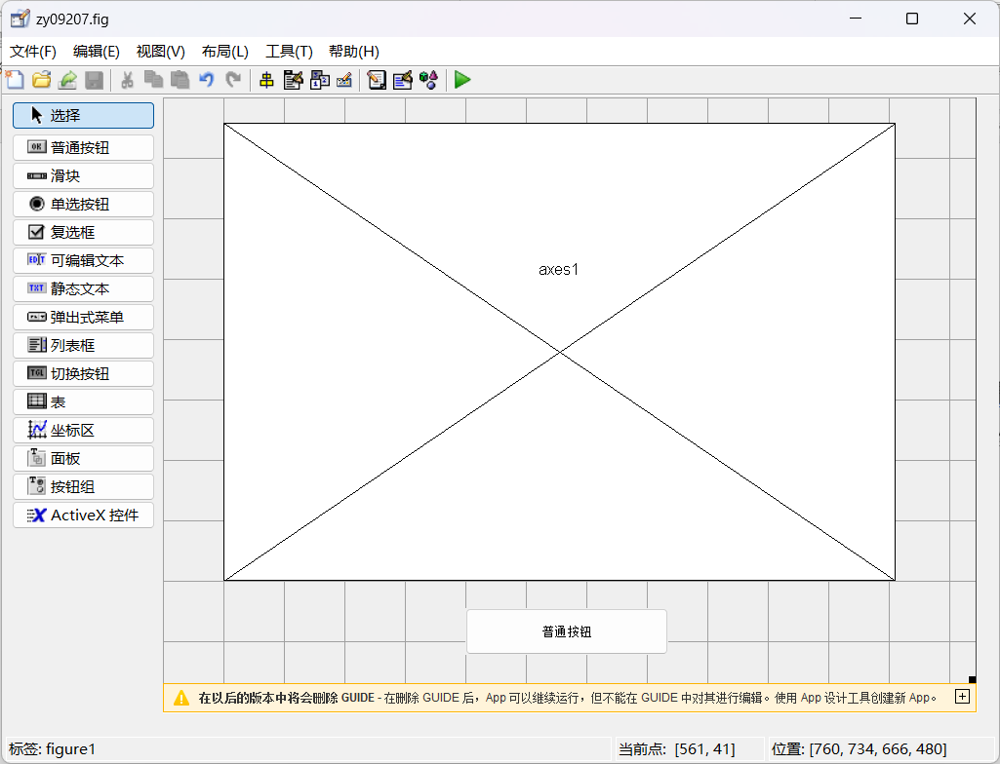 zy09207.fig
文件(F) 编辑(E) 视图(V) 布局(L) 工具(T) 帮助(H)
选择
OK 普通按钮
滑块
单选按钮
复选框
EDIT 可编辑文本
TXT 静态文本
弹出式菜单
列表框
TGL 切换按钮
表
坐标区
T 面板
T 按钮组
X ActiveX 控件
axes1
普通按钮
在以后的版本中将会删除 GUIDE - 在删除 GUIDE 后，App 可以继续运行，但不能在 GUIDE 中对其进行编辑。使用 App 设计工具创建新 App。
标签: figure1 当前点: [561, 41] 位置: [760, 734, 666, 480]